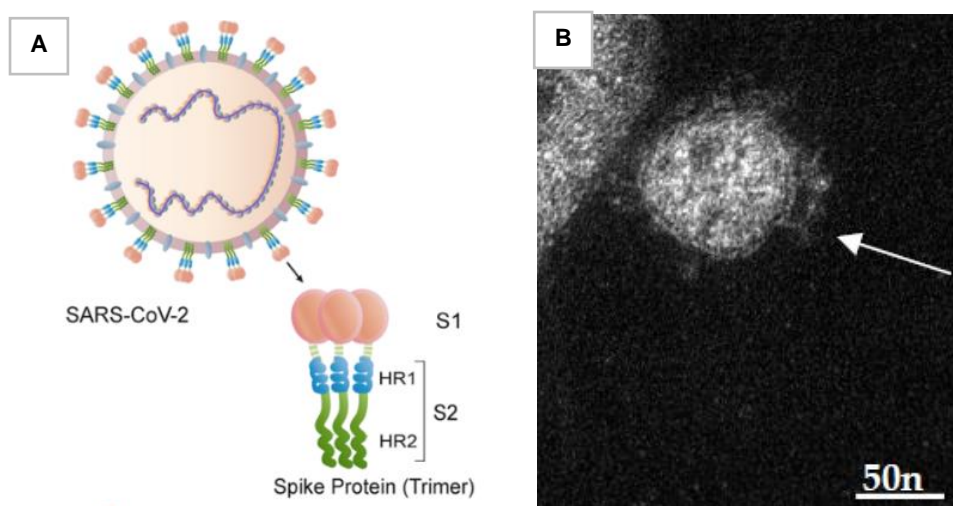 A
B
SARS-CoV-2
S1
HR1
S2
HR2
Spike Protein (Trimer)
50n